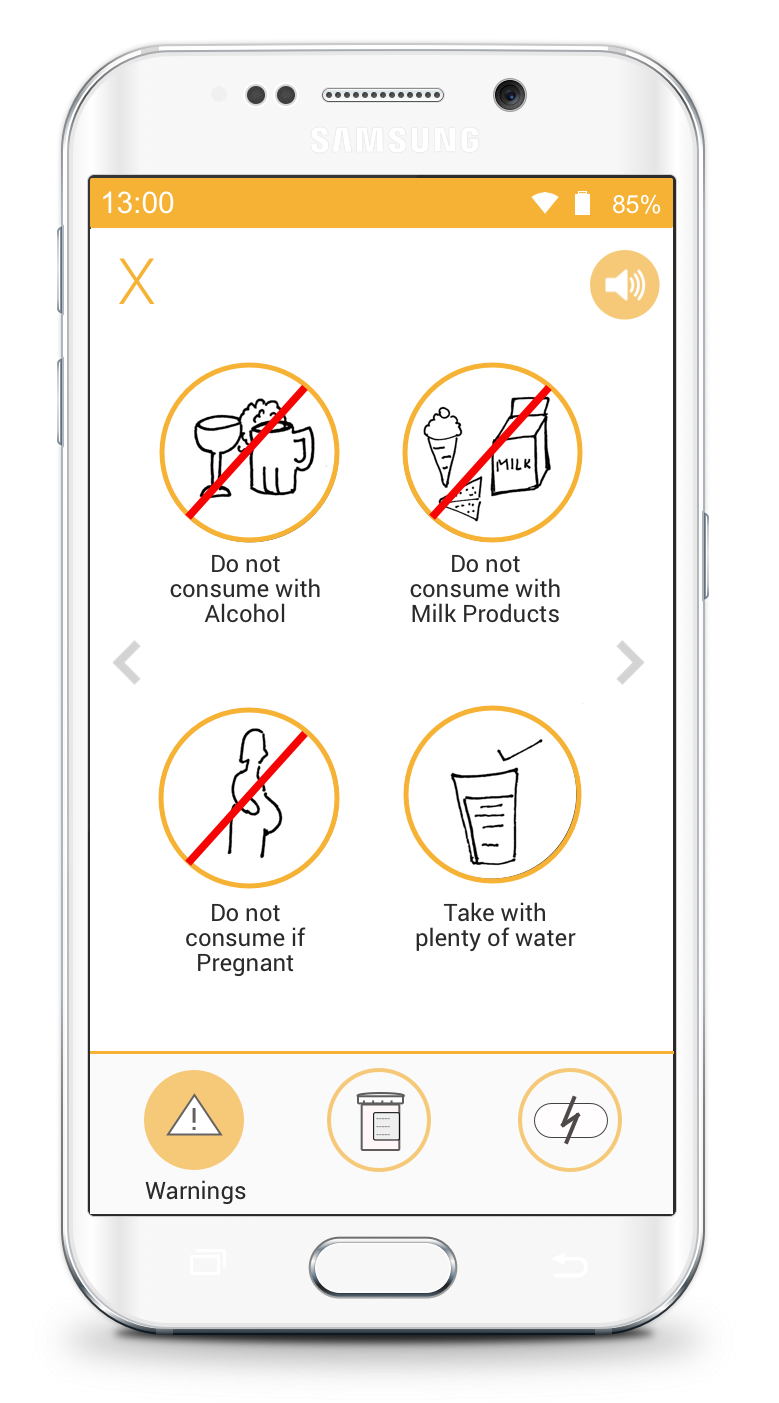 SAMSUNG
13:00
85%
X
MILK
Do not
consume with
Alcohol
Do not
consume with
Milk Products
Do not
consume if
Pregnant
Take with
plenty of water
!
Warnings